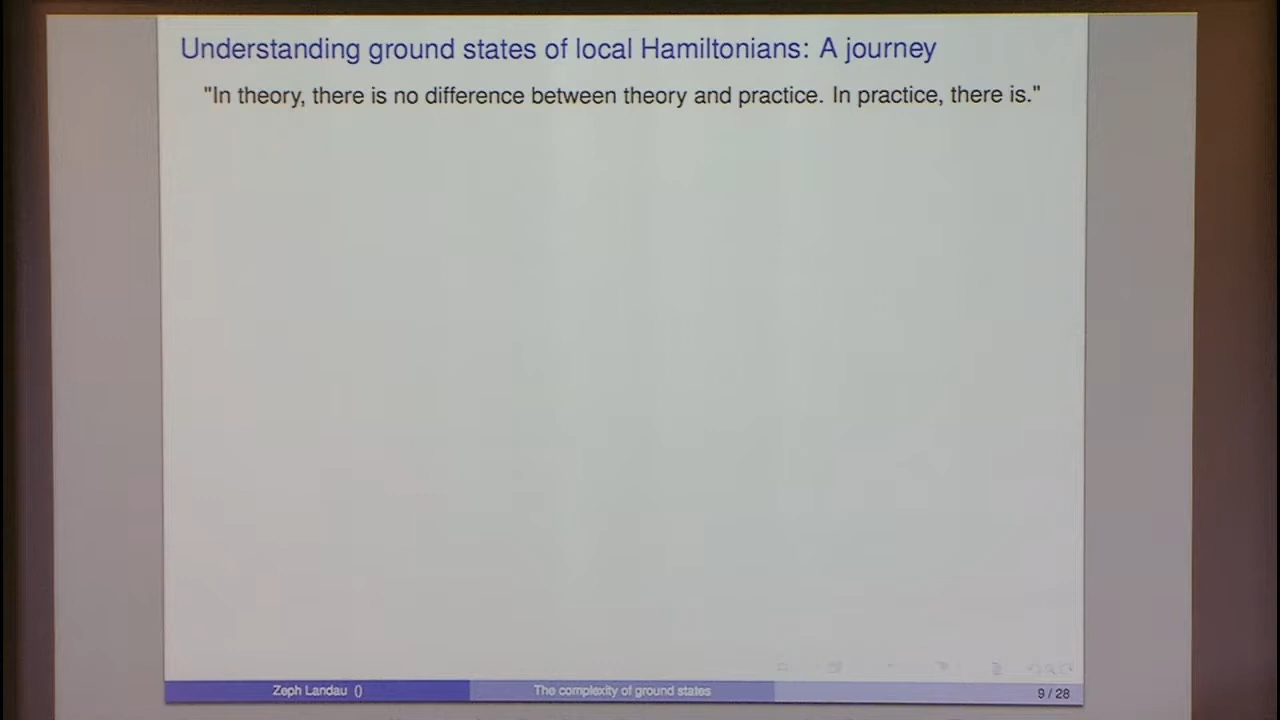 Understanding ground states of local Hamiltonians: A journey
"In theory, there is no difference between theory and practice. In practice, there is."
Zeph Landau ()
The complexity of ground states
9 / 28